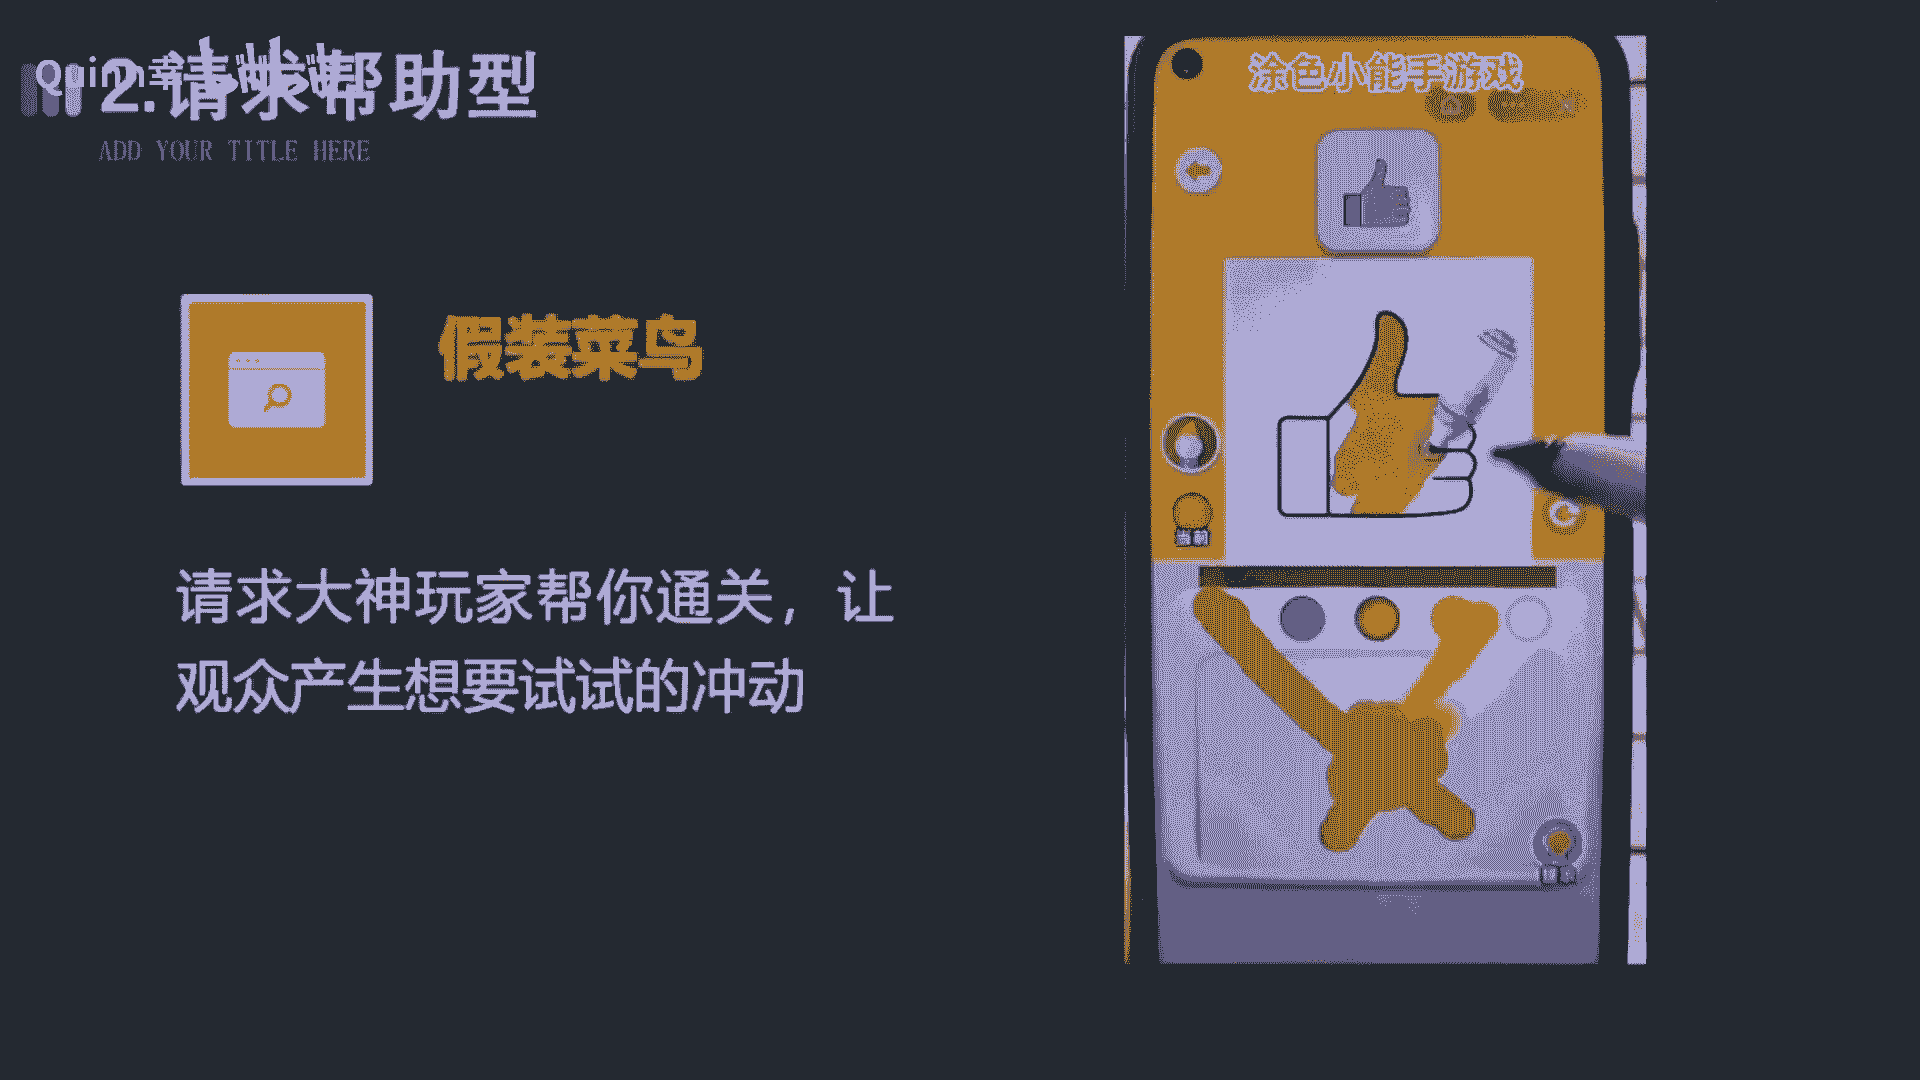 2.请求帮助型
ADD YOUR TITLE HERE
假装菜鸟
请求大神玩家帮你通关，让
观众产生想要试试的冲动
涂色小能手游戏